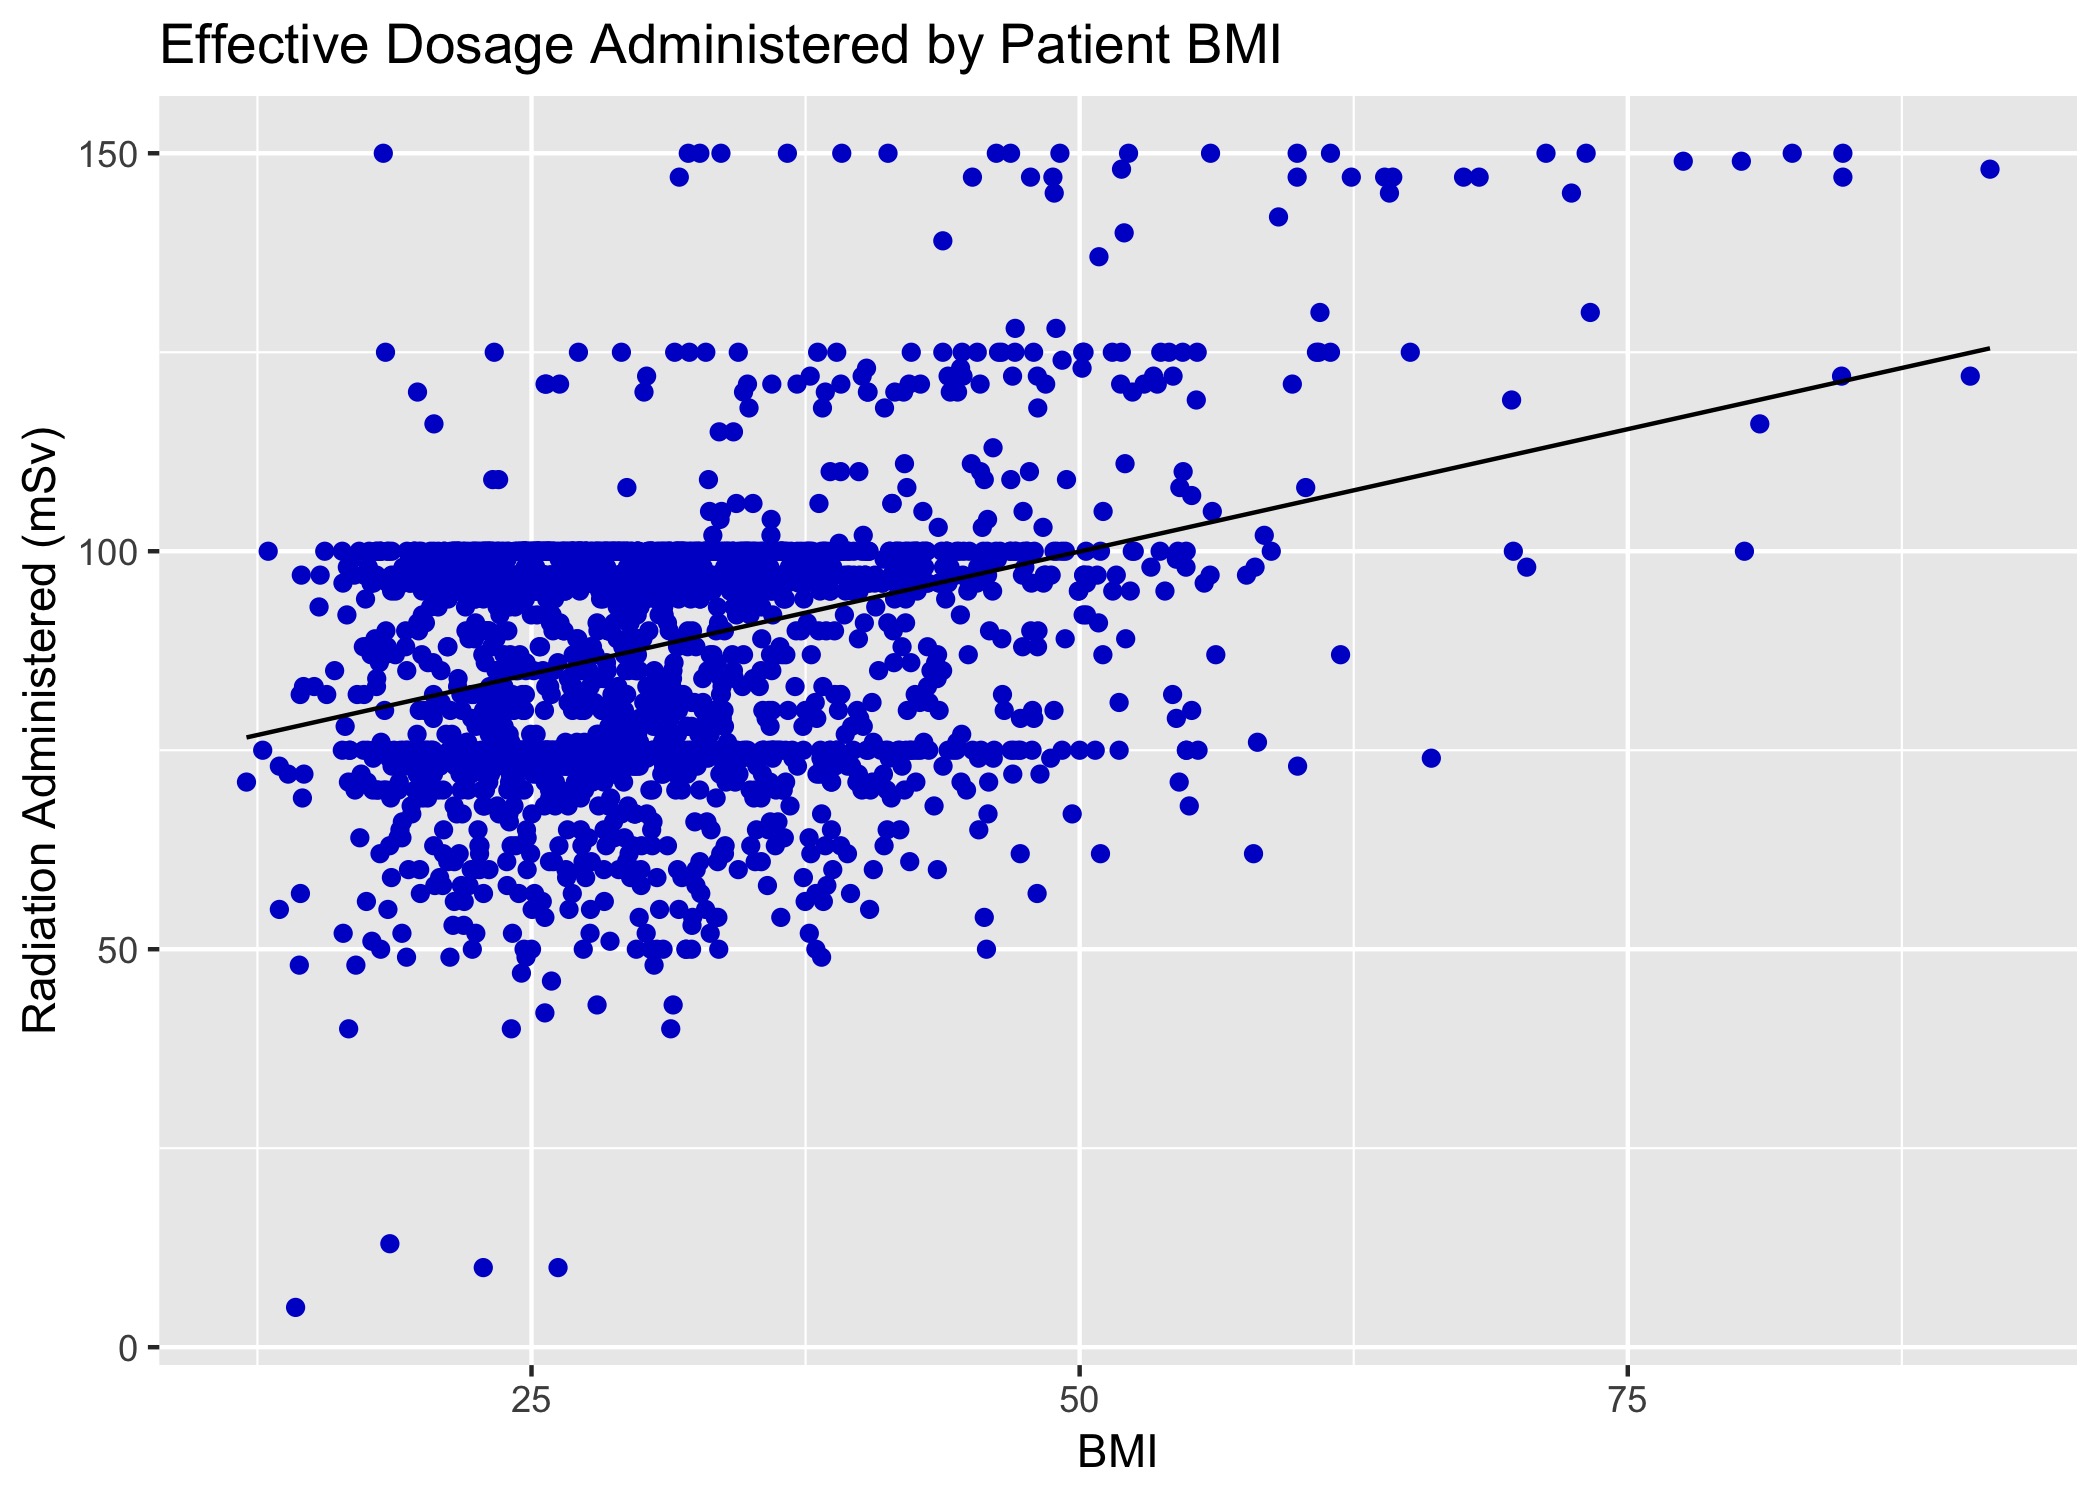 Effective Dosage Administered by Patient BMI
Radiation Administered (mSv)
150
100
50
0
25 50 75
BMI